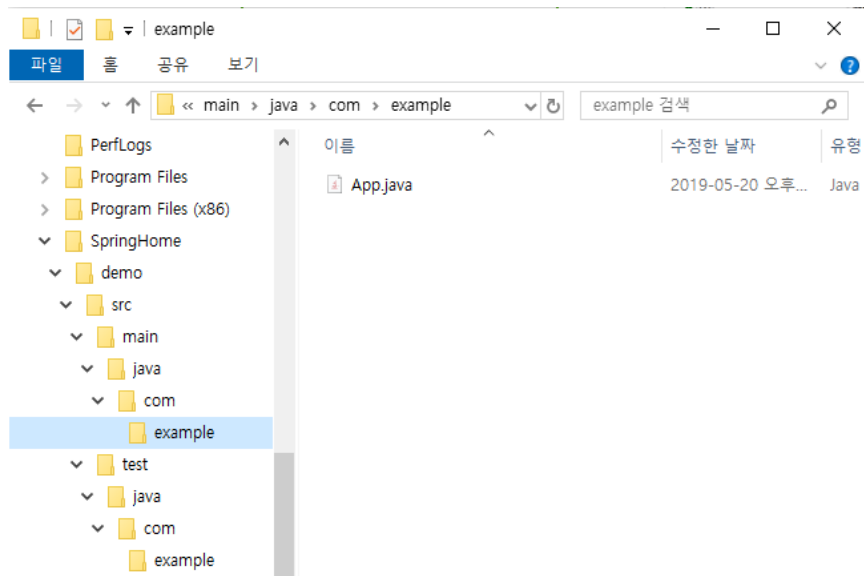 example
파일 홈 공유 보기
« main › java › com › example
example 검색
PerfLogs
Program Files
Program Files (x86)
SpringHome
demo
src
main
java
com
example
test
java
com
example
이름 수정한 날짜 유형
App.java 2019-05-20 오후... Java